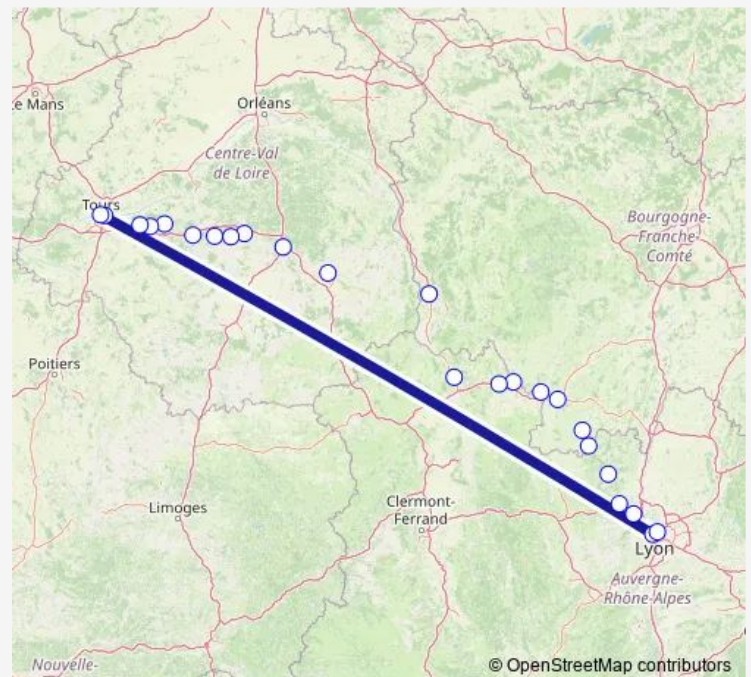 e Mans
Orléans
Centre-Val
de Loire
Tours
Bourgogne-
Franche-
Comté
Poitiers
Limoges
Clermont-
Ferrand
Lyon
Auvergne-
Rhône-Alpes
Nouvelle-
© OpenStreetMap contributors